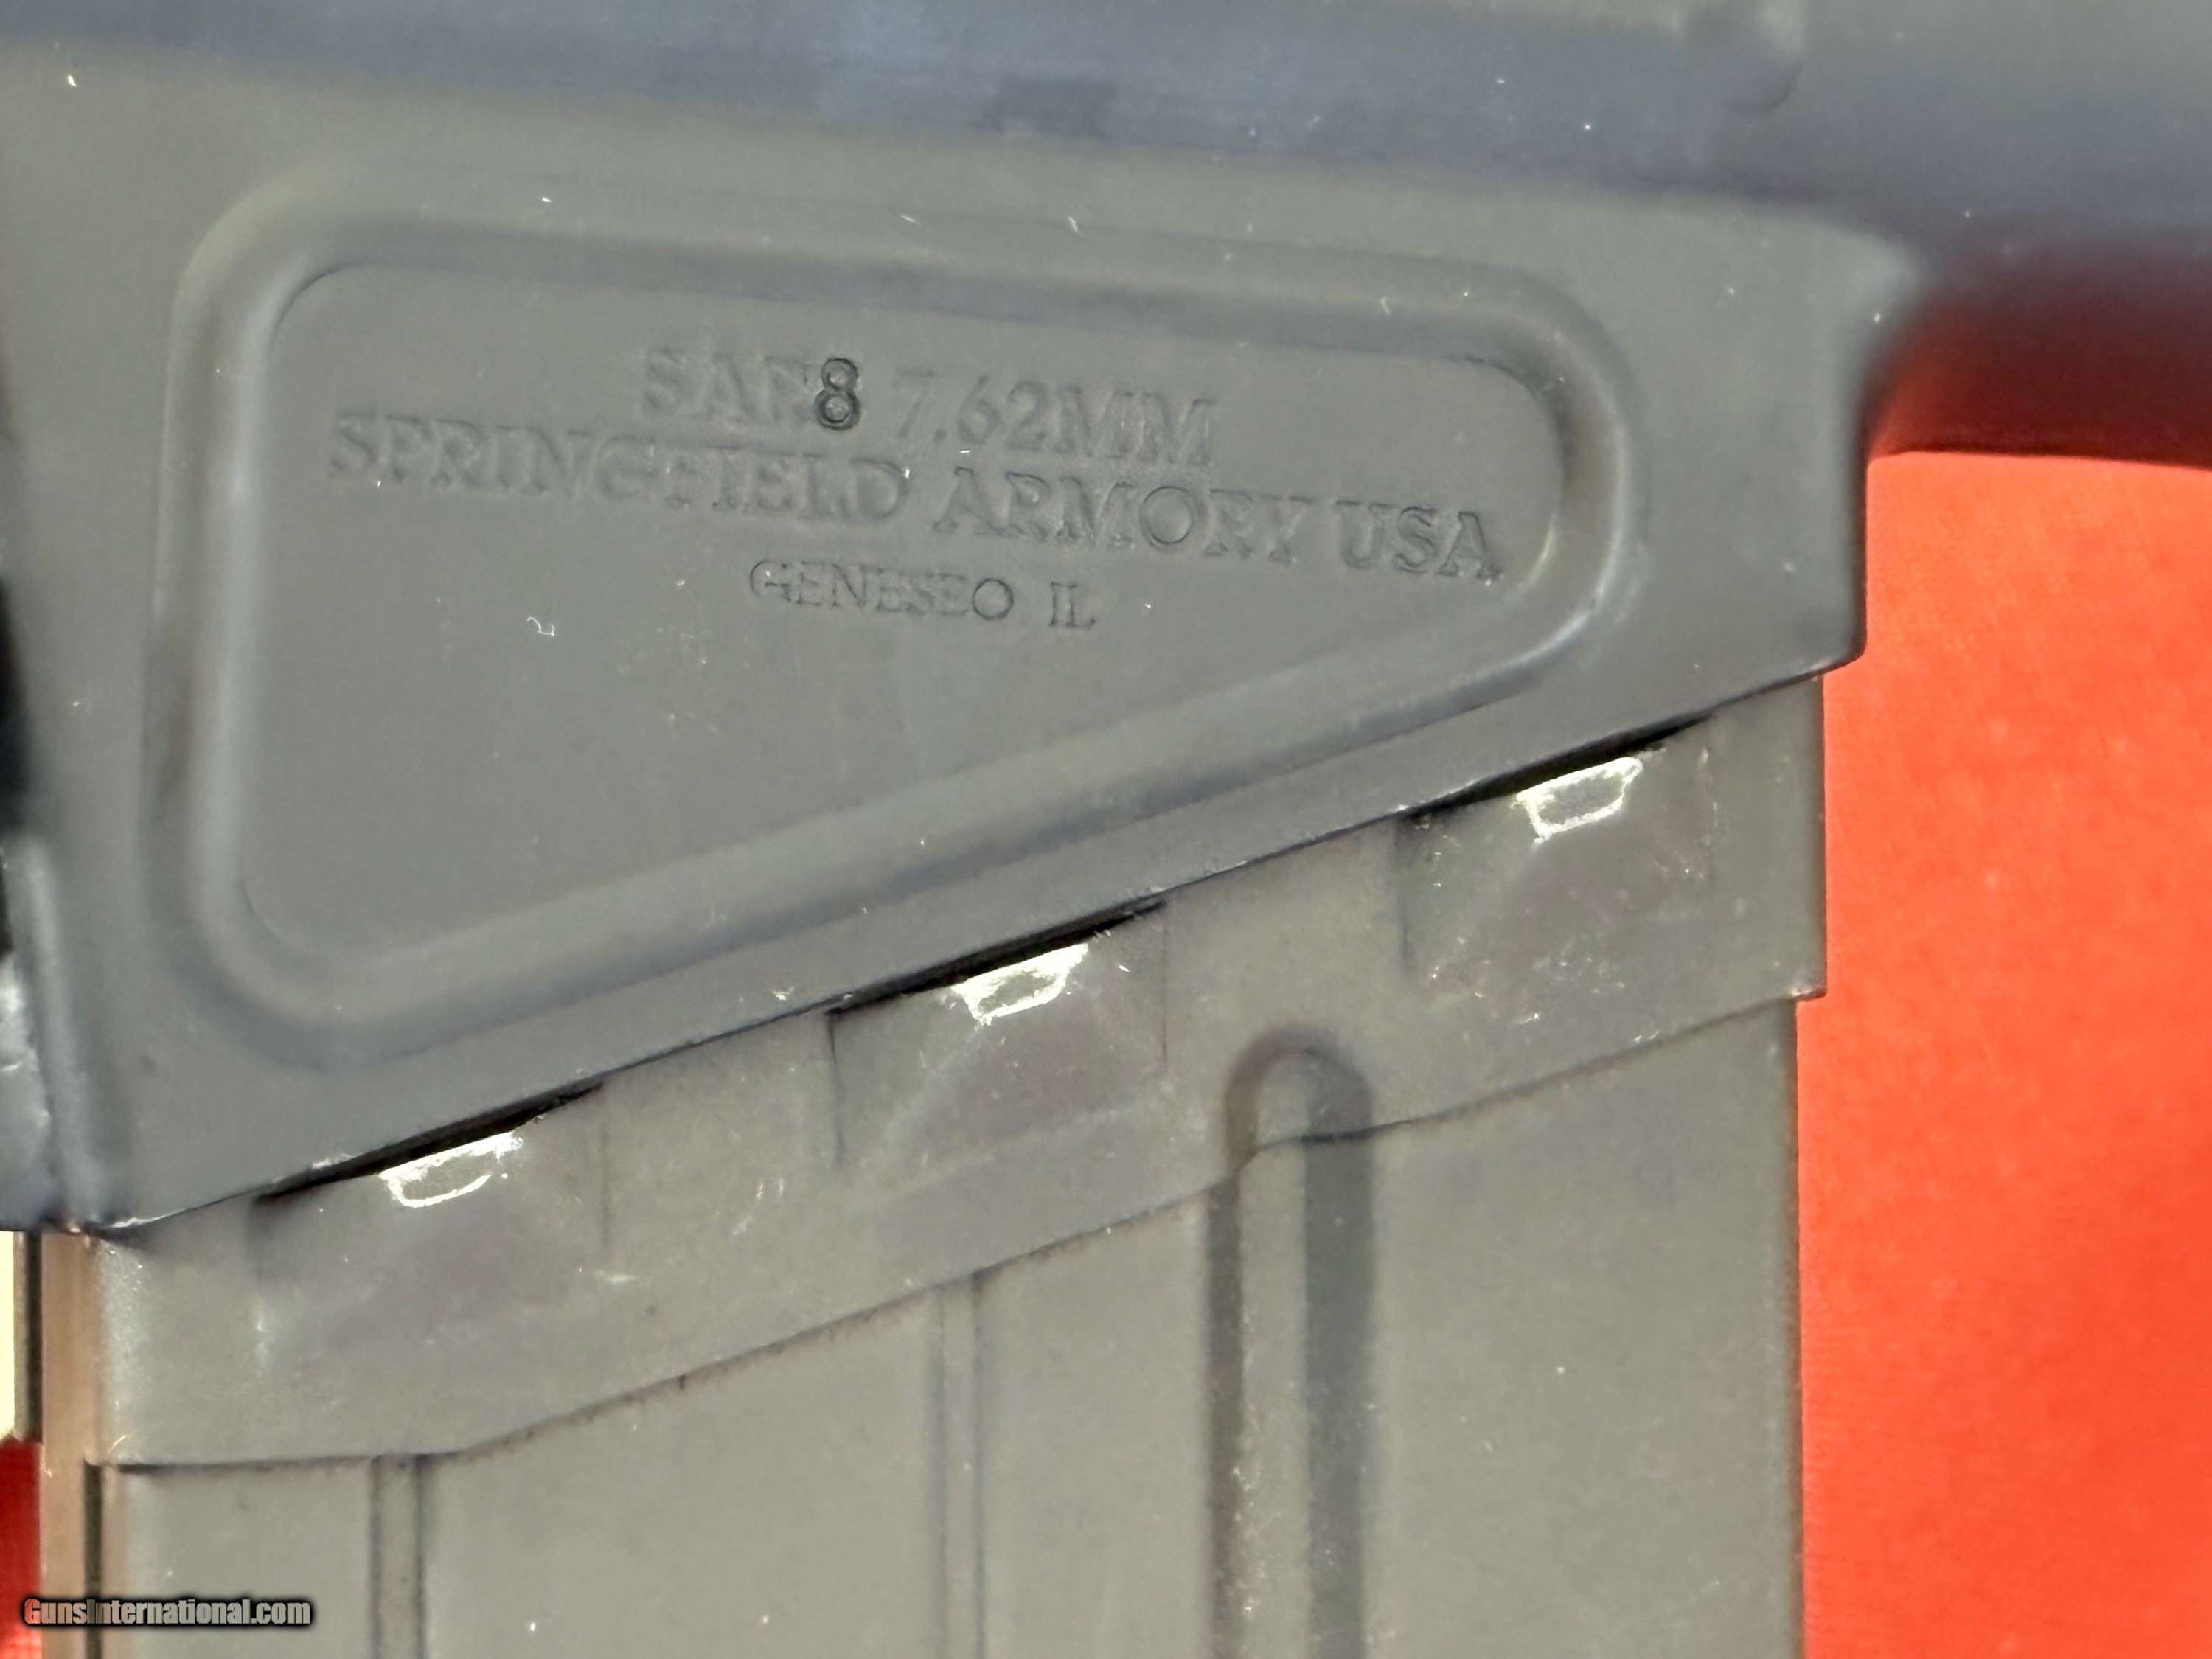 SAR8 7.62MM
SPRINGFIELD ARMORY USA
GENESEO IL
GunsInternational.com